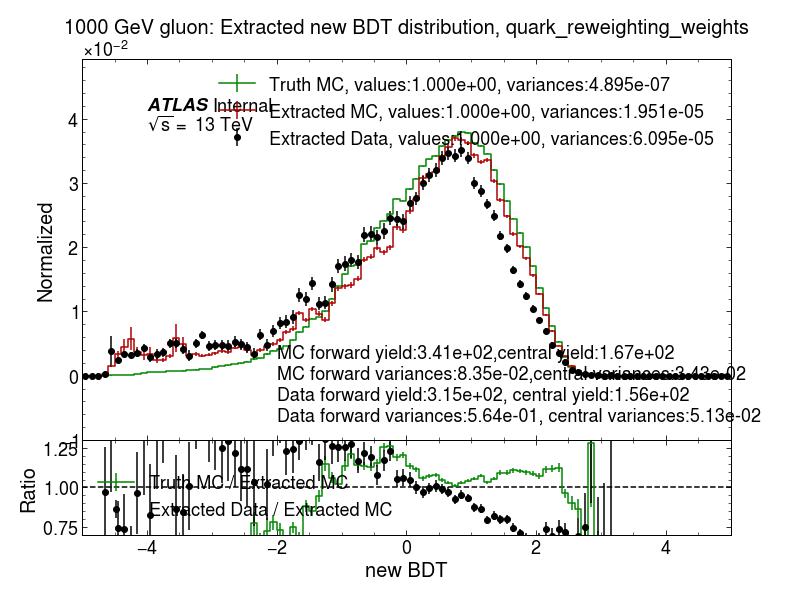 1000 GeV gluon: Extracted new BDT distribution, quark_reweighting_weights
×10⁻²
Truth MC, values:1.000e+00, variances:4.895e-07
ATLAS Internal
Extracted MC, values:1.000e+00, variances:1.951e-05
√s = 13 TeV
Extracted Data, values:1.000e+00, variances:6.095e-05
Normalized
4
3
2
1
0
MC forward yield:3.41e+02,central yield:1.67e+02
MC forward variances:8.35e-02,central variances:3.43e-02
Data forward yield:3.15e+02, central yield:1.56e+02
Data forward variances:5.64e-01, central variances:5.13e-02
1
Ratio
1.25
1.00
0.75
Truth MC / Extracted MC
Extracted Data / Extracted MC
−4 −2 0 2 4
new BDT